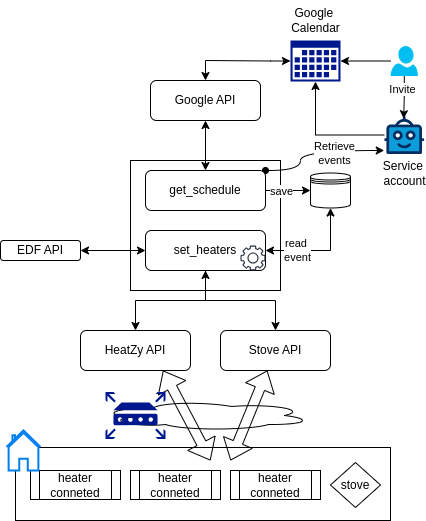 Google
Calendar
Invite
Google API
Retrieve
events
Service
account
get_schedule
save
EDF API
set_heaters
read
event
HeatZy API
Stove API
heater
conneted
heater
conneted
heater
conneted
stove